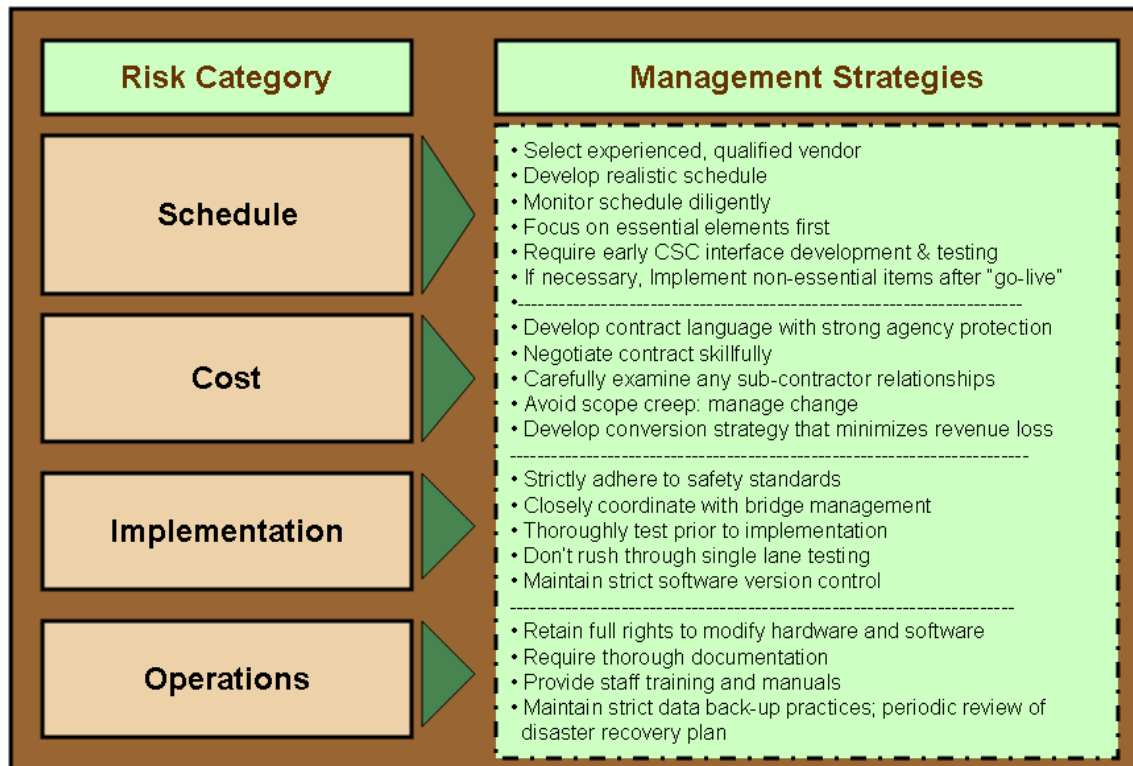 Risk Category
Management Strategies
Schedule
• Select experienced, qualified vendor
• Develop realistic schedule
• Monitor schedule diligently
• Focus on essential elements first
• Require early CSC interface development & testing
• If necessary, Implement non-essential items after "go-live"
•--------------------------------------------------------------------------
Cost
• Develop contract language with strong agency protection
• Negotiate contract skillfully
• Carefully examine any sub-contractor relationships
• Avoid scope creep: manage change
• Develop conversion strategy that minimizes revenue loss
---------------------------------------------------------------------------
Implementation
• Strictly adhere to safety standards
• Closely coordinate with bridge management
• Thoroughly test prior to implementation
• Don't rush through single lane testing
• Maintain strict software version control
-------------------------------------------------------------------------
Operations
• Retain full rights to modify hardware and software
• Require thorough documentation
• Provide staff training and manuals
• Maintain strict data back-up practices; periodic review of
disaster recovery plan